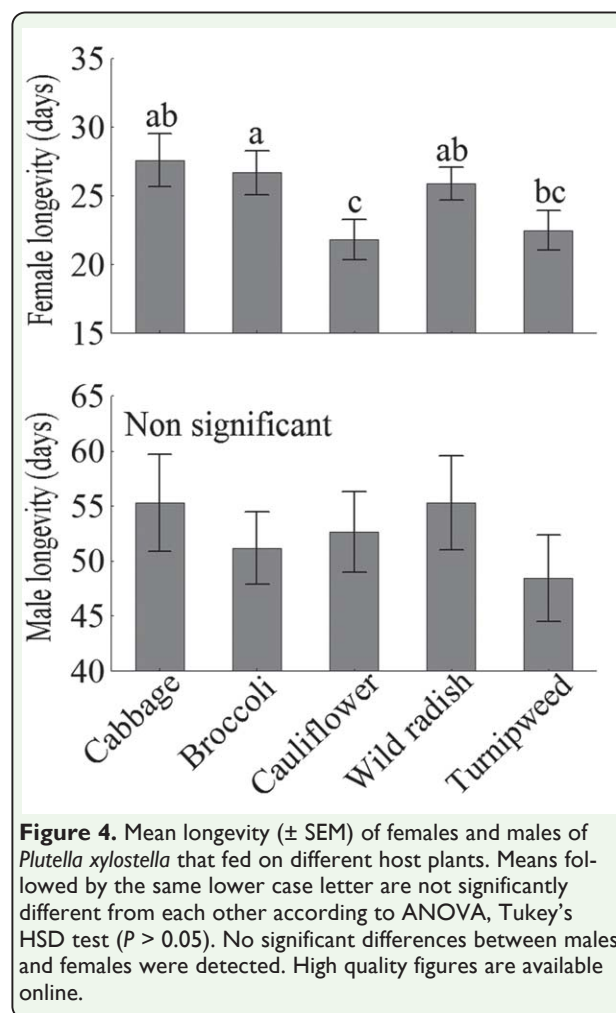 Female longevity (days)
35
30
25
20
15
ab
a
c
ab
bc
Male longevity (days)
65
60
55
50
45
40
Non significant
Cabbage
Broccoli
Cauliflower
Wild radish
Turnipweed
Figure 4. Mean longevity (± SEM) of females and males of
Plutella xylostella that fed on different host plants. Means fol-
lowed by the same lower case letter are not significantly
different from each other according to ANOVA, Tukey's
HSD test (P > 0.05). No significant differences between males
and females were detected. High quality figures are available
online.